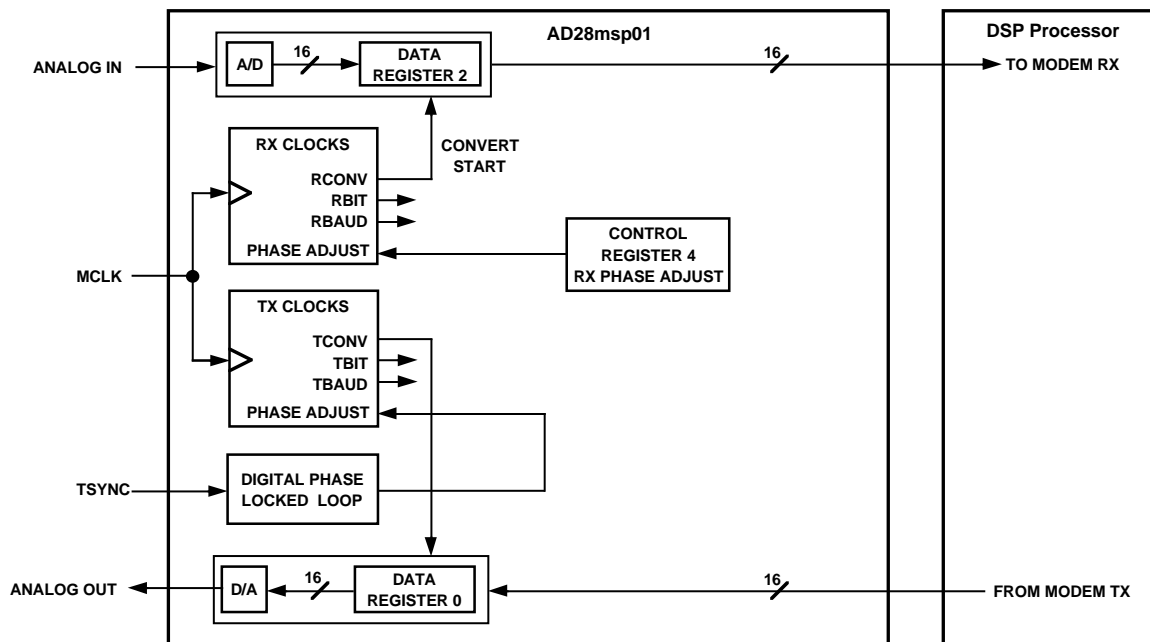 AD28msp01
DSP Processor
ANALOG IN
A/D
16
DATA
REGISTER 2
16
TO MODEM RX
RX CLOCKS
RCONV
RBIT
RBAUD
PHASE ADJUST
CONVERT
START
CONTROL
REGISTER 4
RX PHASE ADJUST
MCLK
TX CLOCKS
TCONV
TBIT
TBAUD
PHASE ADJUST
TSYNC
DIGITAL PHASE
LOCKED LOOP
ANALOG OUT
D/A
16
DATA
REGISTER 0
16
FROM MODEM TX